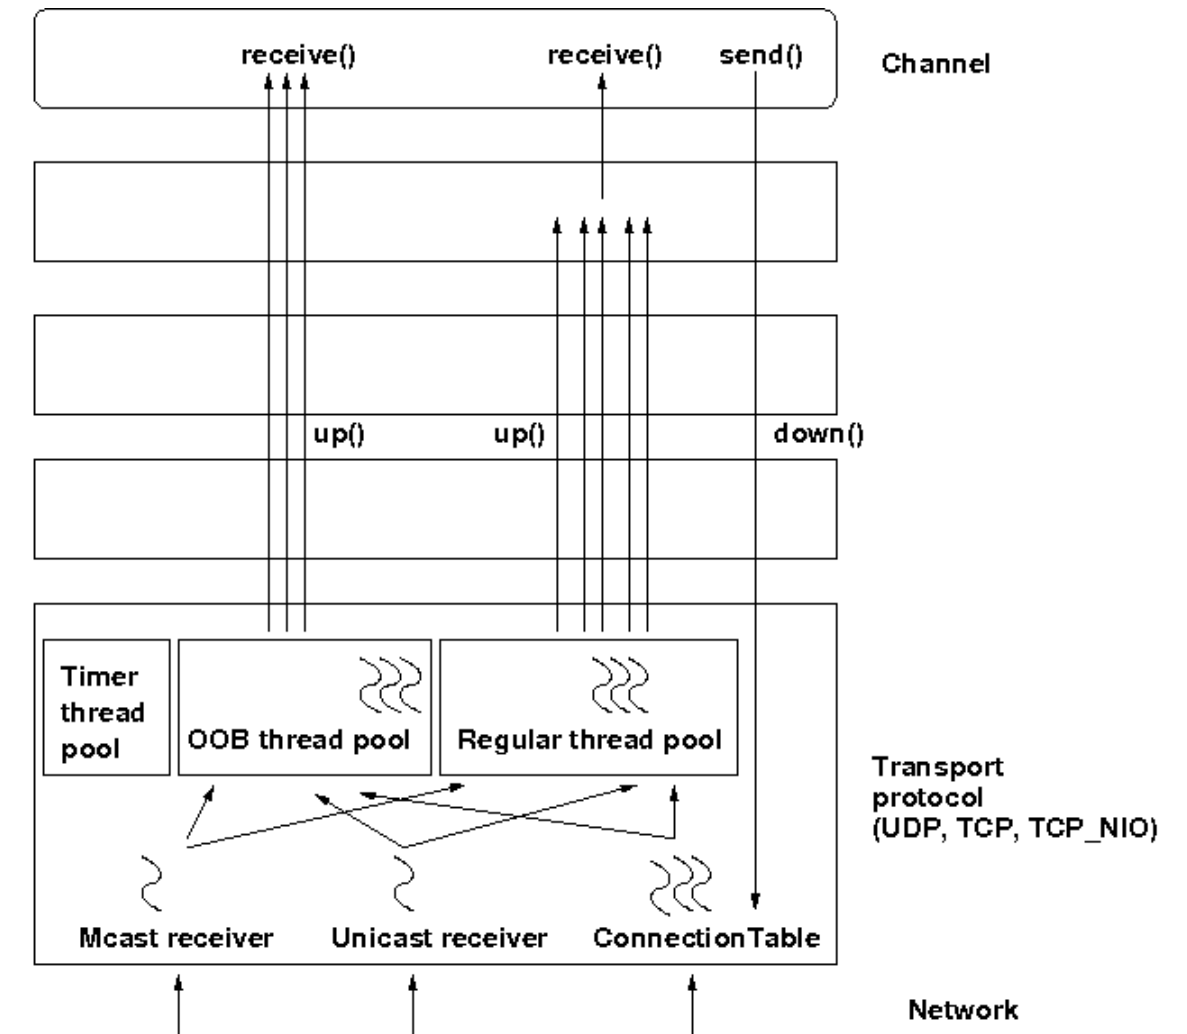 receive()
receive()
send()
Channel
up()
up()
down()
Timer
thread
pool
OOB thread pool
Regular thread pool
Transport
protocol
(UDP, TCP, TCP_NIO)
Mcast receiver
Unicast receiver
ConnectionTable
Network